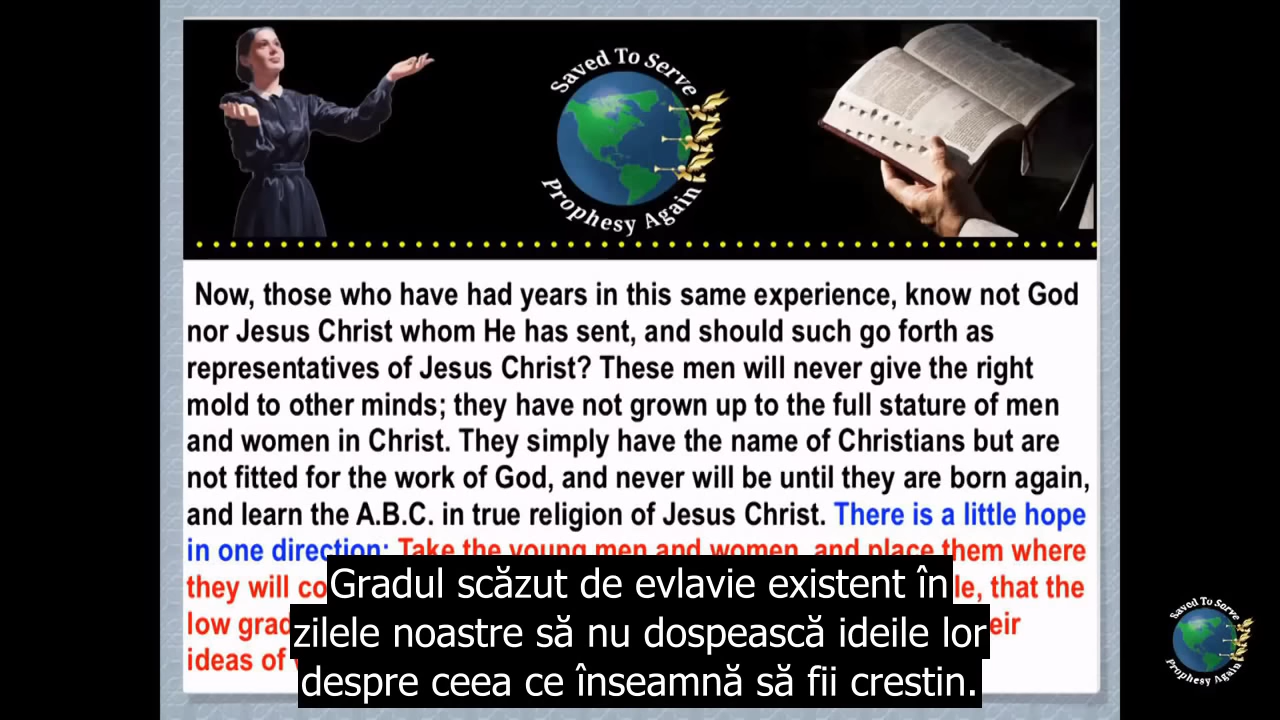 Saved To Serve
Prophesy Again
Now, those who have had years in this same experience, know not God
nor Jesus Christ whom He has sent, and should such go forth as
representatives of Jesus Christ? These men will never give the right
mold to other minds; they have not grown up to the full stature of men
and women in Christ. They simply have the name of Christians but are
not fitted for the work of God, and never will be until they are born again,
and learn the A.B.C. in true religion of Jesus Christ. There is a little hope
in one direction: Take the young men and women, and place them where
they will
that the
low
ideas of
Gradul scăzut de evlavie existent în
zilele noastre să nu dospească ideile lor
despre ceea ce înseamnă să fii crestin.
Saved To Serve
Prophesy Again